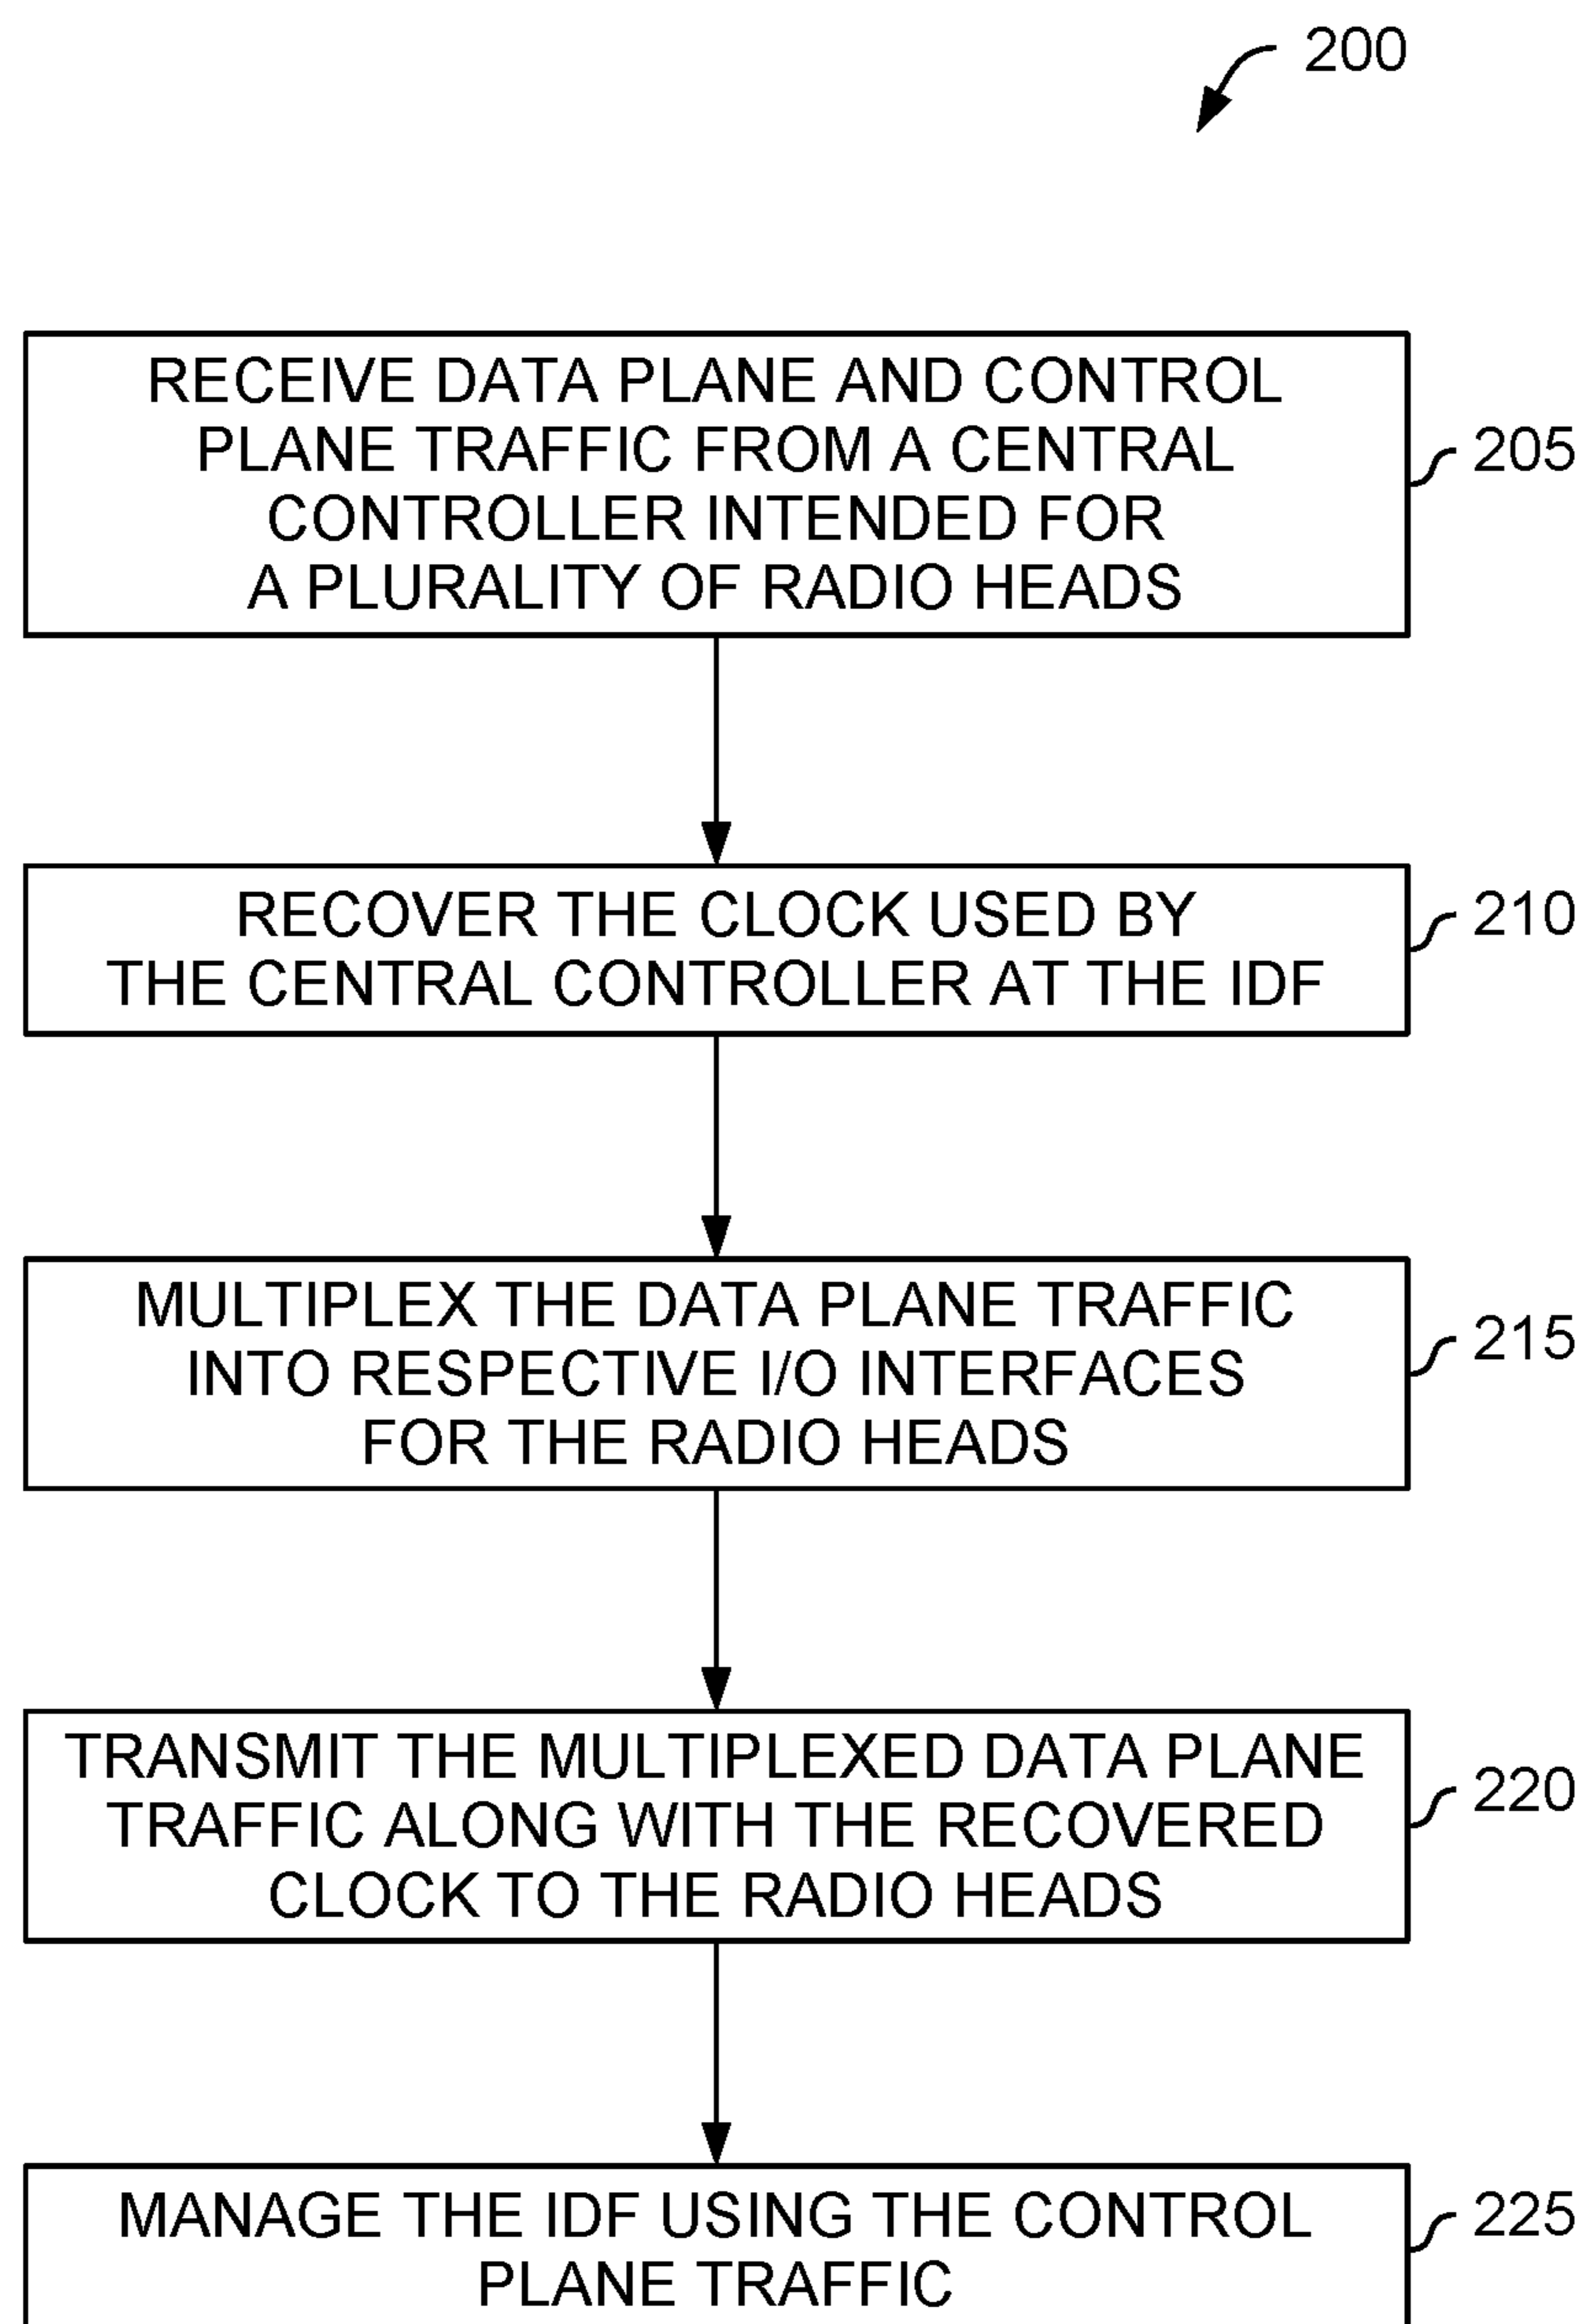 200
RECEIVE DATA PLANE AND CONTROL
PLANE TRAFFIC FROM A CENTRAL
CONTROLLER INTENDED FOR
A PLURALITY OF RADIO HEADS
205
RECOVER THE CLOCK USED BY
THE CENTRAL CONTROLLER AT THE IDF
210
MULTIPLEX THE DATA PLANE TRAFFIC
INTO RESPECTIVE I/O INTERFACES
FOR THE RADIO HEADS
215
TRANSMIT THE MULTIPLEXED DATA PLANE
TRAFFIC ALONG WITH THE RECOVERED
CLOCK TO THE RADIO HEADS
220
MANAGE THE IDF USING THE CONTROL
PLANE TRAFFIC
225